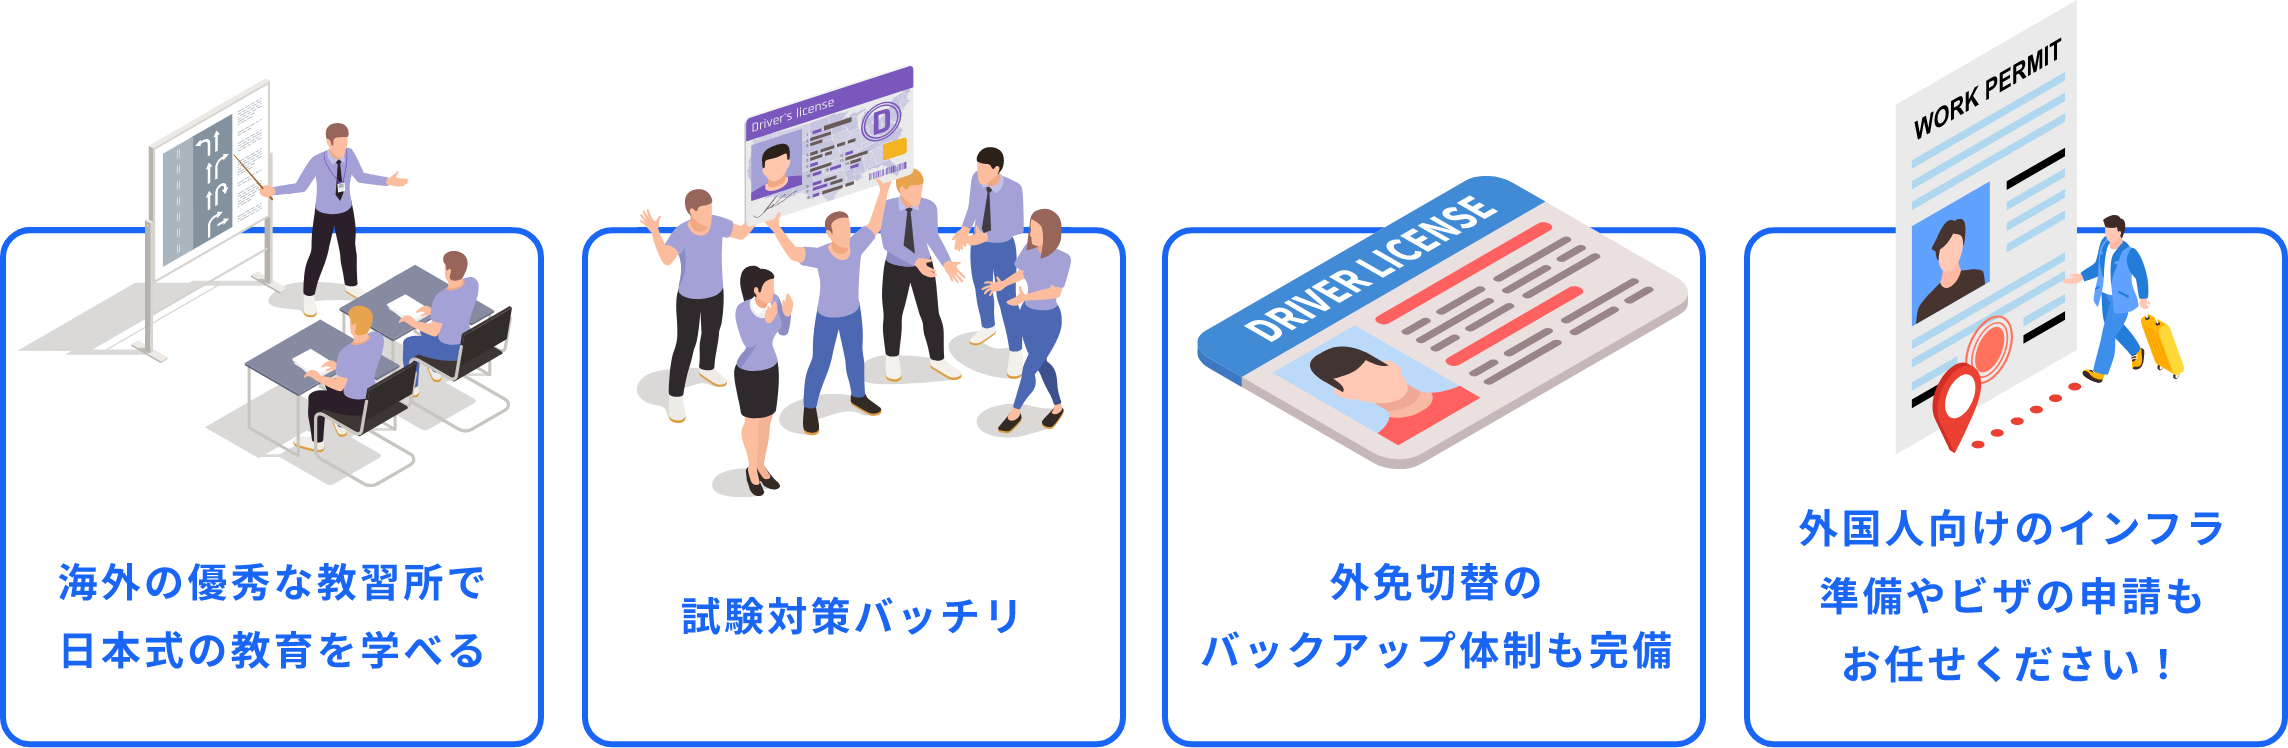 Driver's license
D
DRIVER LICENSE
WORK PERMIT
海外の優秀な教習所で
日本式の教育を学べる
試験対策バッチリ
外免切替の
バックアップ体制も完備
外国人向けのインフラ
準備やビザの申請も
お任せください！